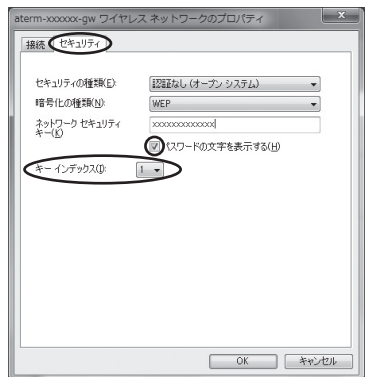 aterm-xxxxxx-gw ワイヤレス ネットワークのプロパティ
x
接続 セキュリティ
セキュリティの種類(E): 認証なし (オープン システム)
暗号化の種類(N): WEP
ネットワーク セキュリティ xxxxxxxxxxxxx
キー(K)
パスワードの文字を表示する(H)
キー インデックス(I): 1
OK キャンセル